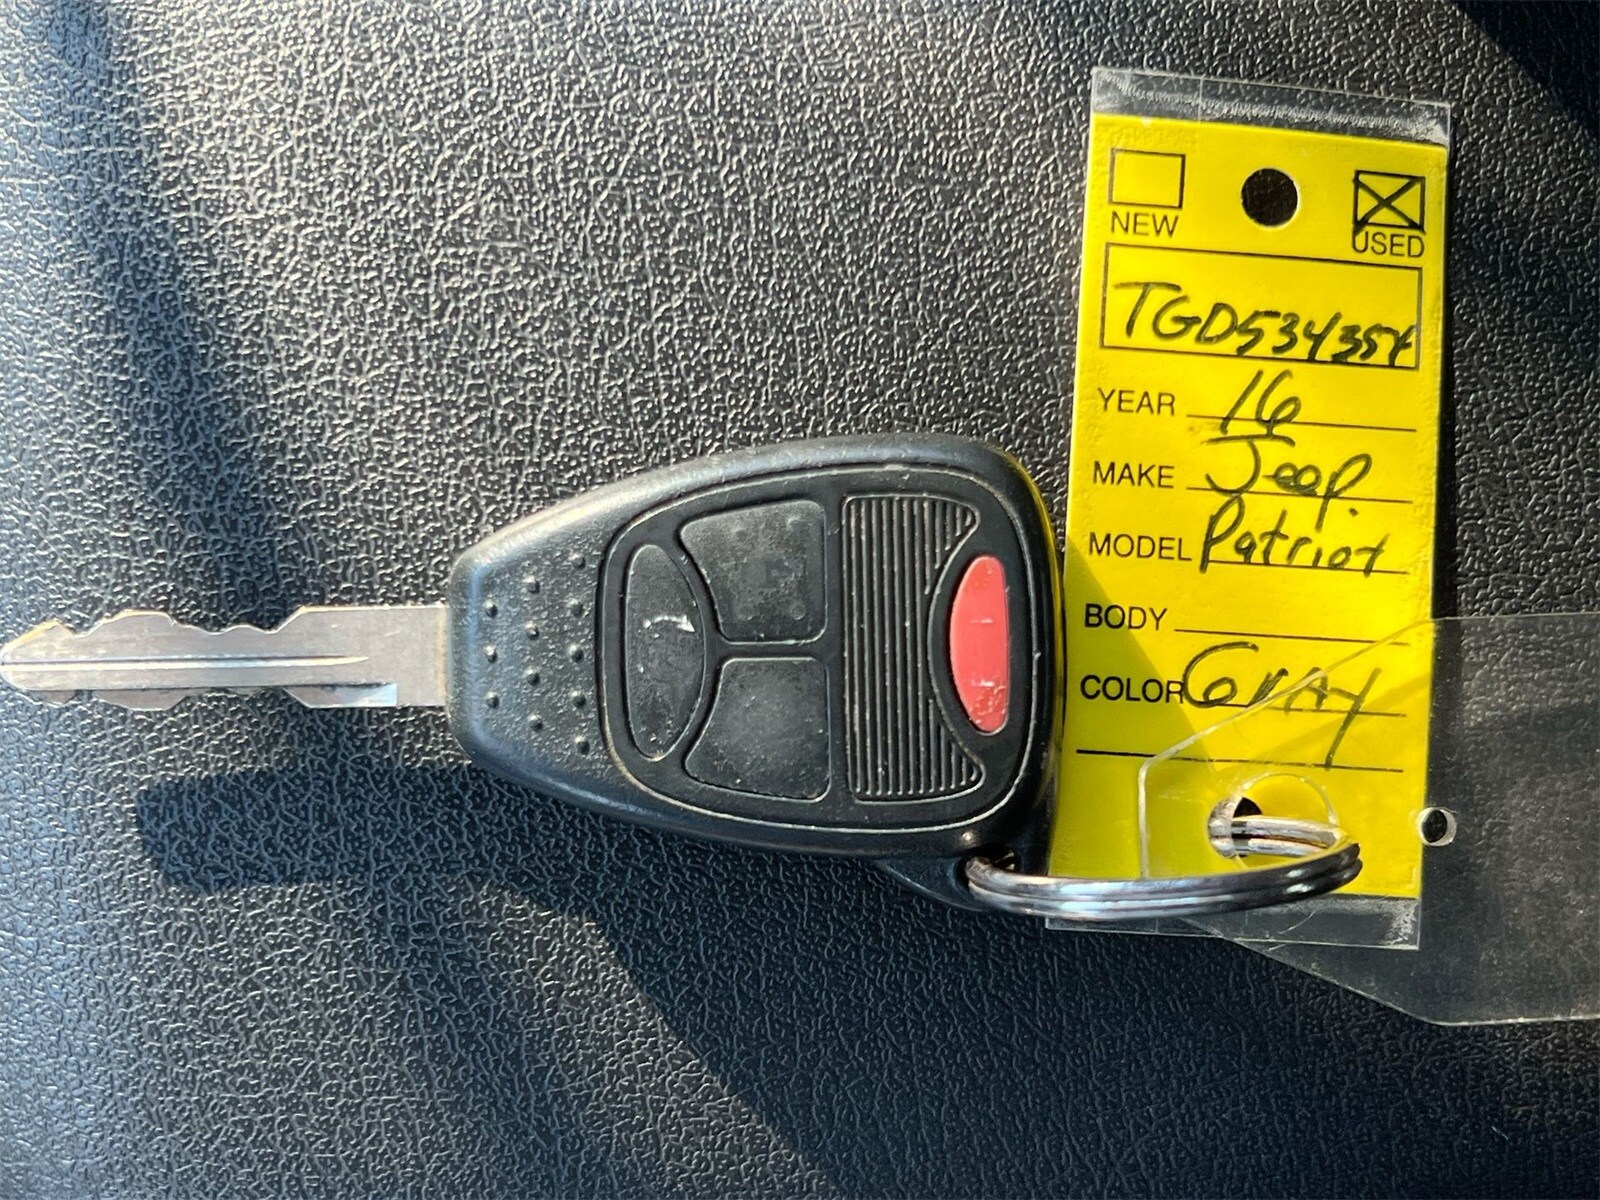 NEW USED
TGD534354
YEAR 16
MAKE Jeep.
MODEL Patriot
BODY
COLOR Gray